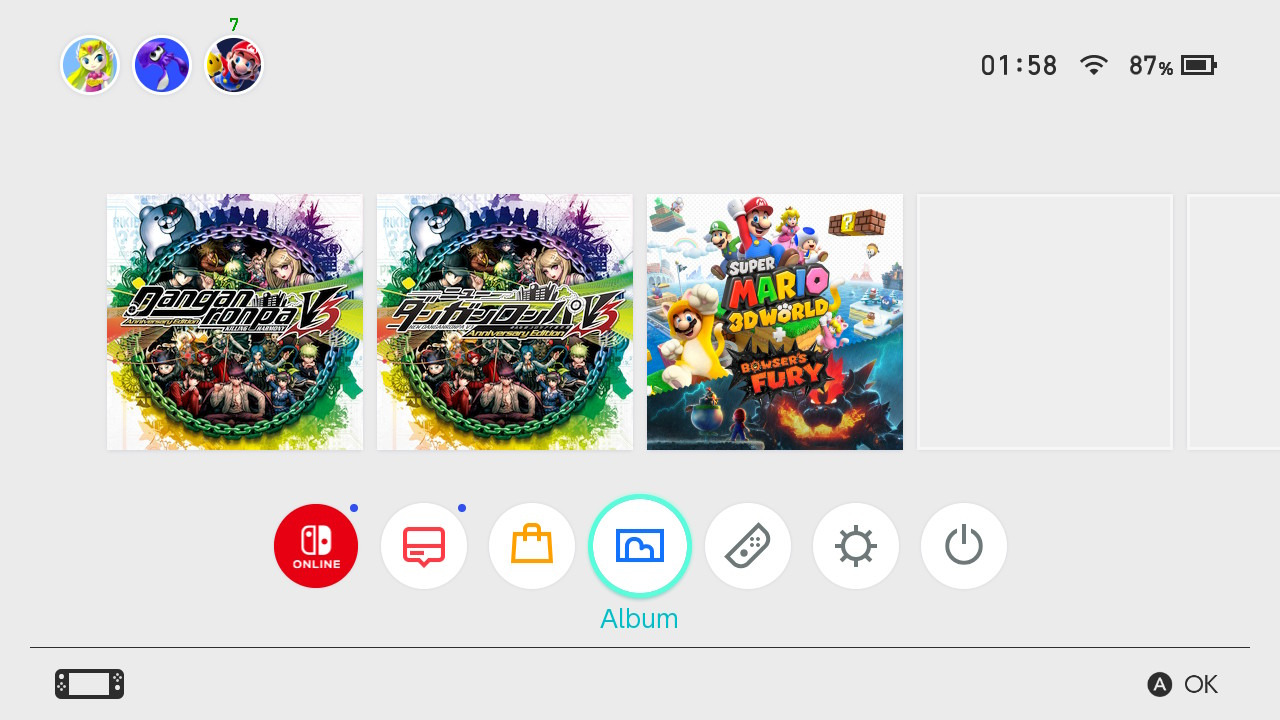 7
01:58 87%
Danganronpa V3
Anniversary Edition
KILLING HARMONY
ニューダンガンロンパV3
NEW DANGANRONPA V3
Anniversary Edition
SUPER
MARIO
3D WORLD
BOWSER'S
FURY
ONLINE
Album
A OK